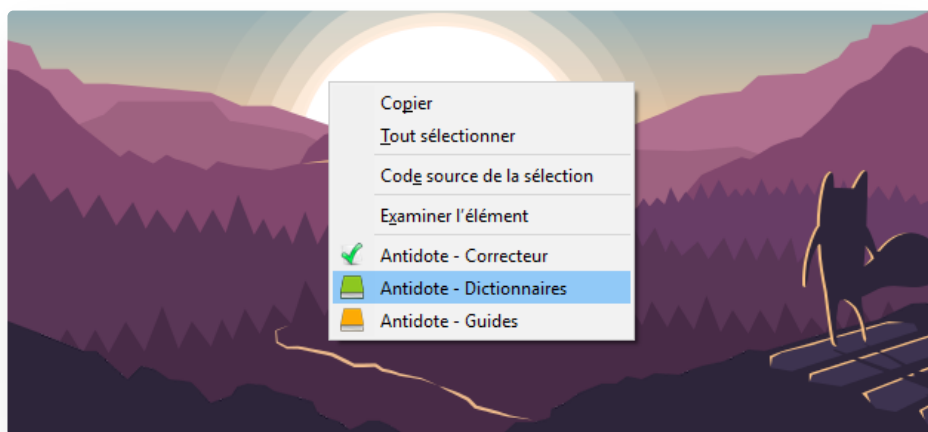 Copier
Tout sélectionner
Code source de la sélection
Examiner l'élément
Antidote - Correcteur
Antidote - Dictionnaires
Antidote - Guides